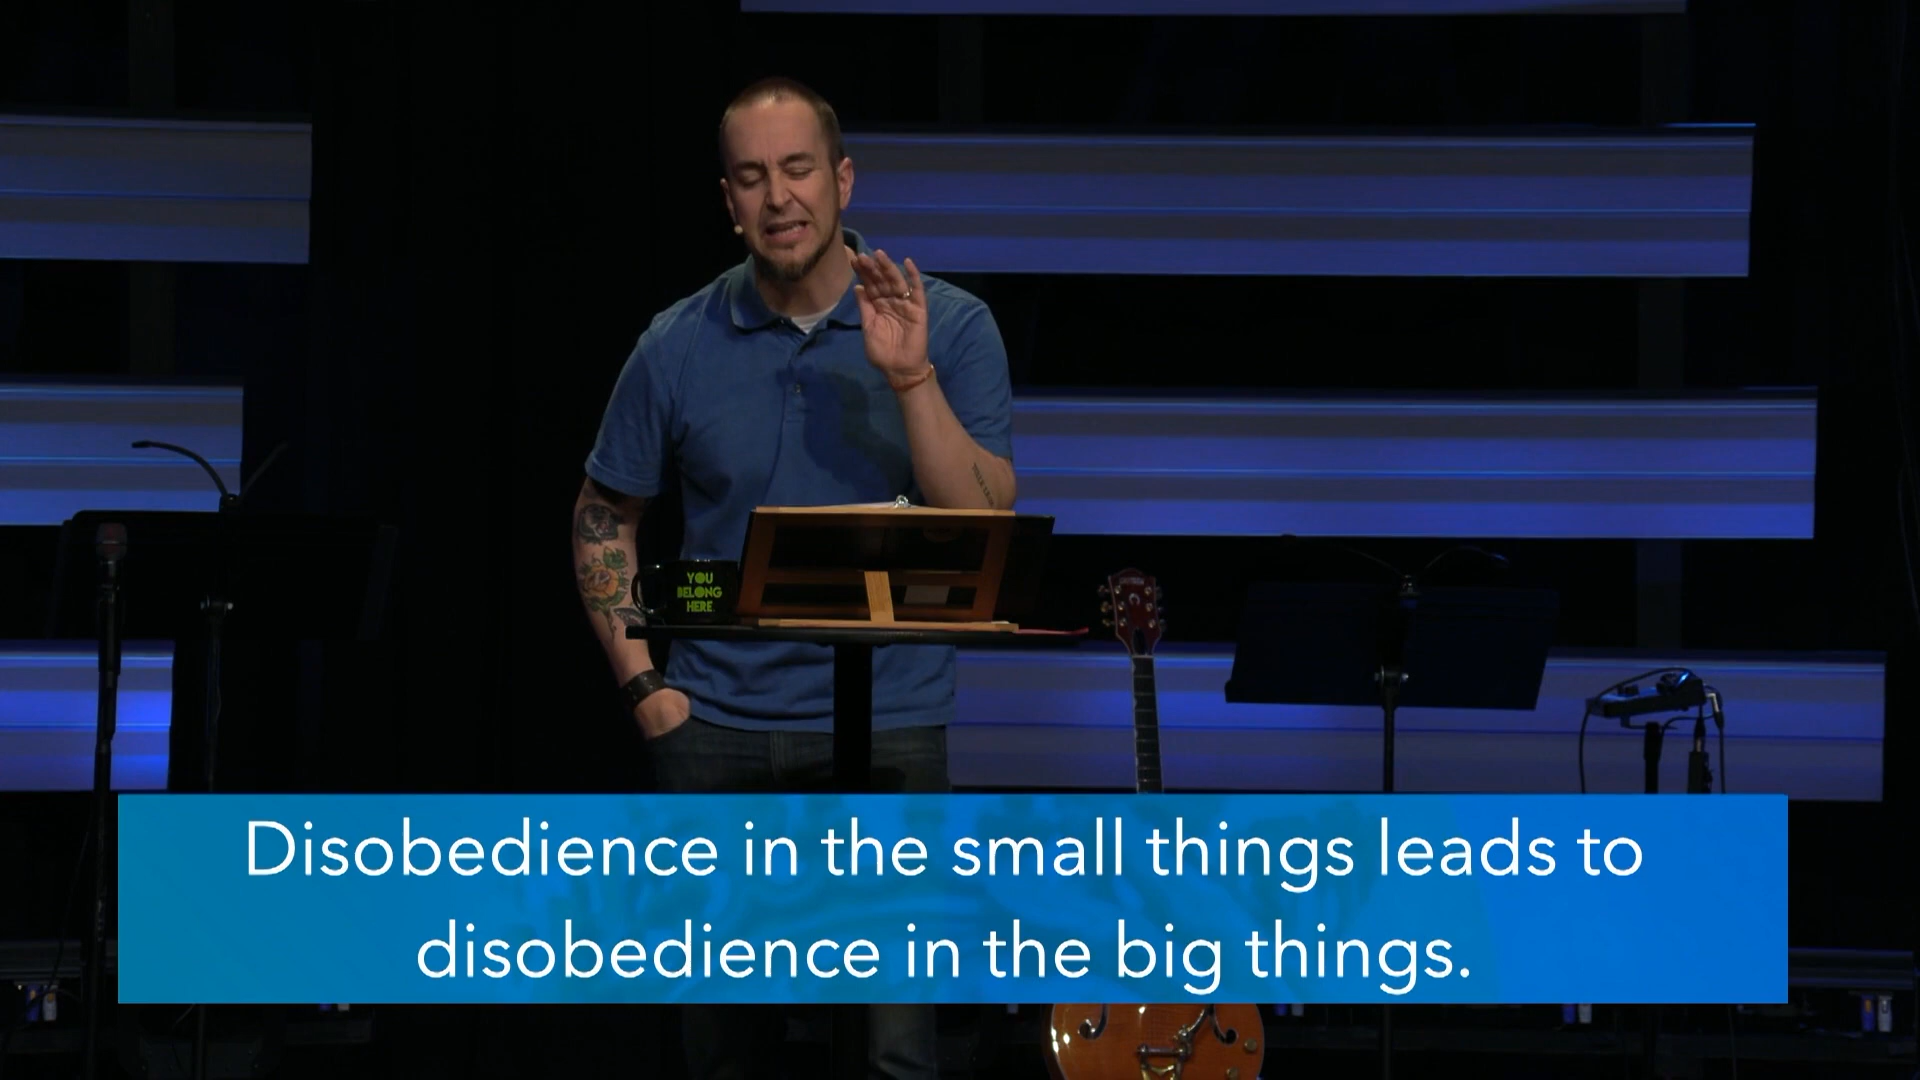 YOU
BELONG
HERE
Disobedience in the small things leads to
disobedience in the big things.